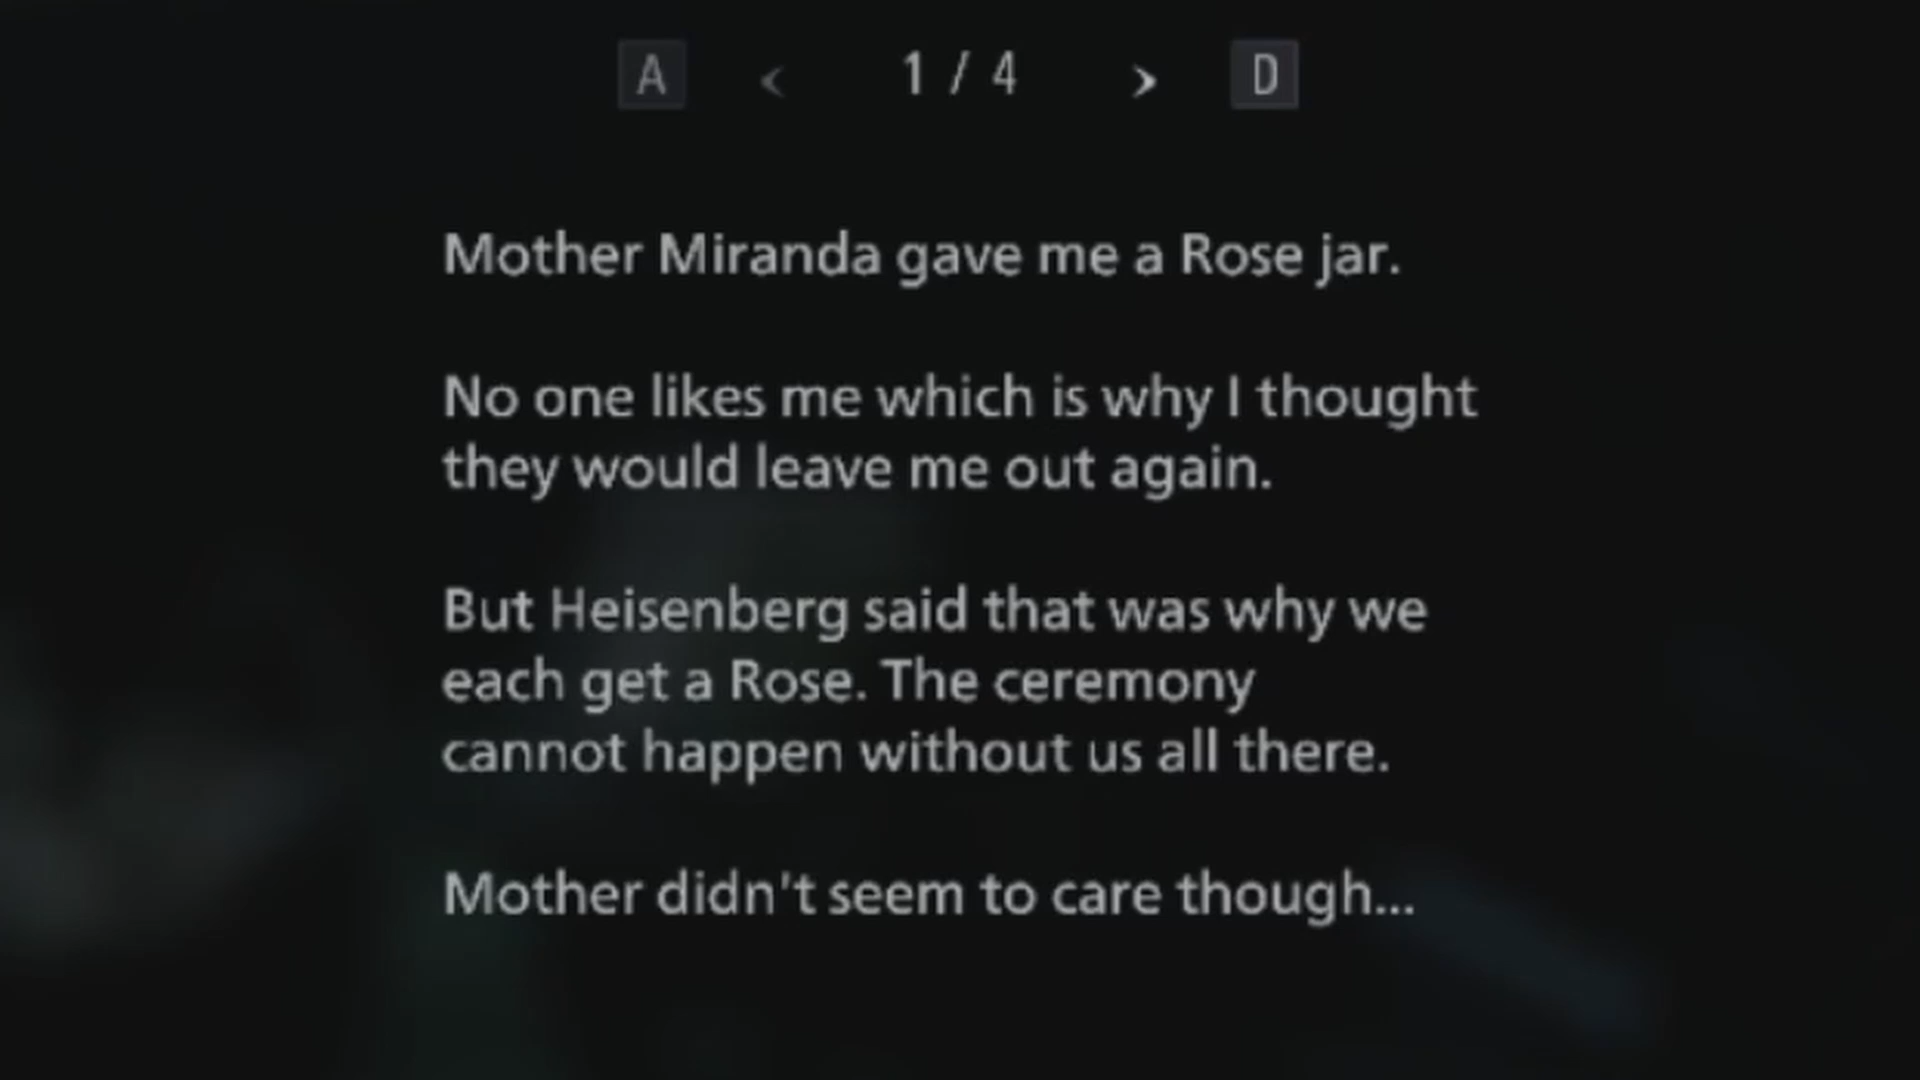 A < 1 / 4 > D
Mother Miranda gave me a Rose jar.
No one likes me which is why I thought
they would leave me out again.
But Heisenberg said that was why we
each get a Rose. The ceremony
cannot happen without us all there.
Mother didn't seem to care though...